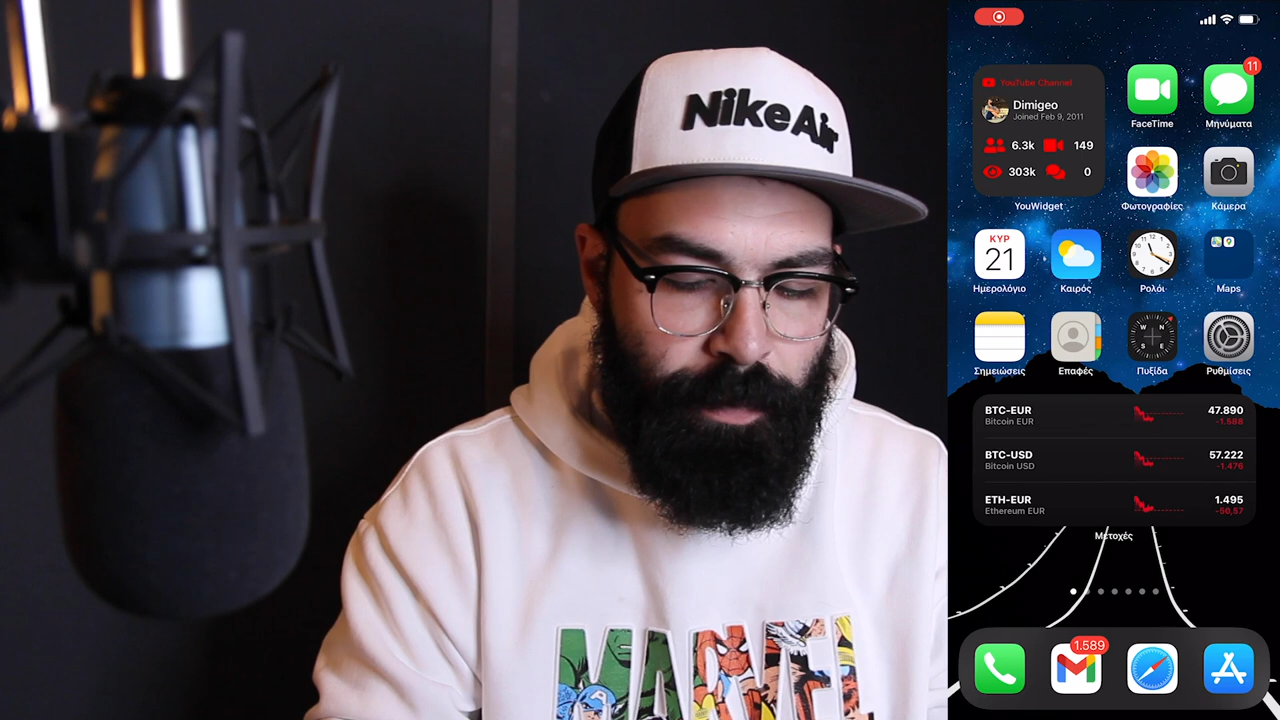 Nike Air
MARVEL
11
YouTube Channel
Dimigeo
Joined Feb 9, 2011
6.3k
149
303k
0
YouWidget
FaceTime
Μηνύματα
Φωτογραφίες
Κάμερα
ΚΥΡ
21
Ημερολόγιο
Καιρός
Ρολόι
Maps
W N
S E
Σημειώσεις
Επαφές
Πυξίδα
Ρυθμίσεις
BTC-EUR
47.890
Bitcoin EUR
-1.588
BTC-USD
57.222
Bitcoin USD
-1.476
ETH-EUR
1.495
Ethereum EUR
-50,57
Μετοχές
1.589